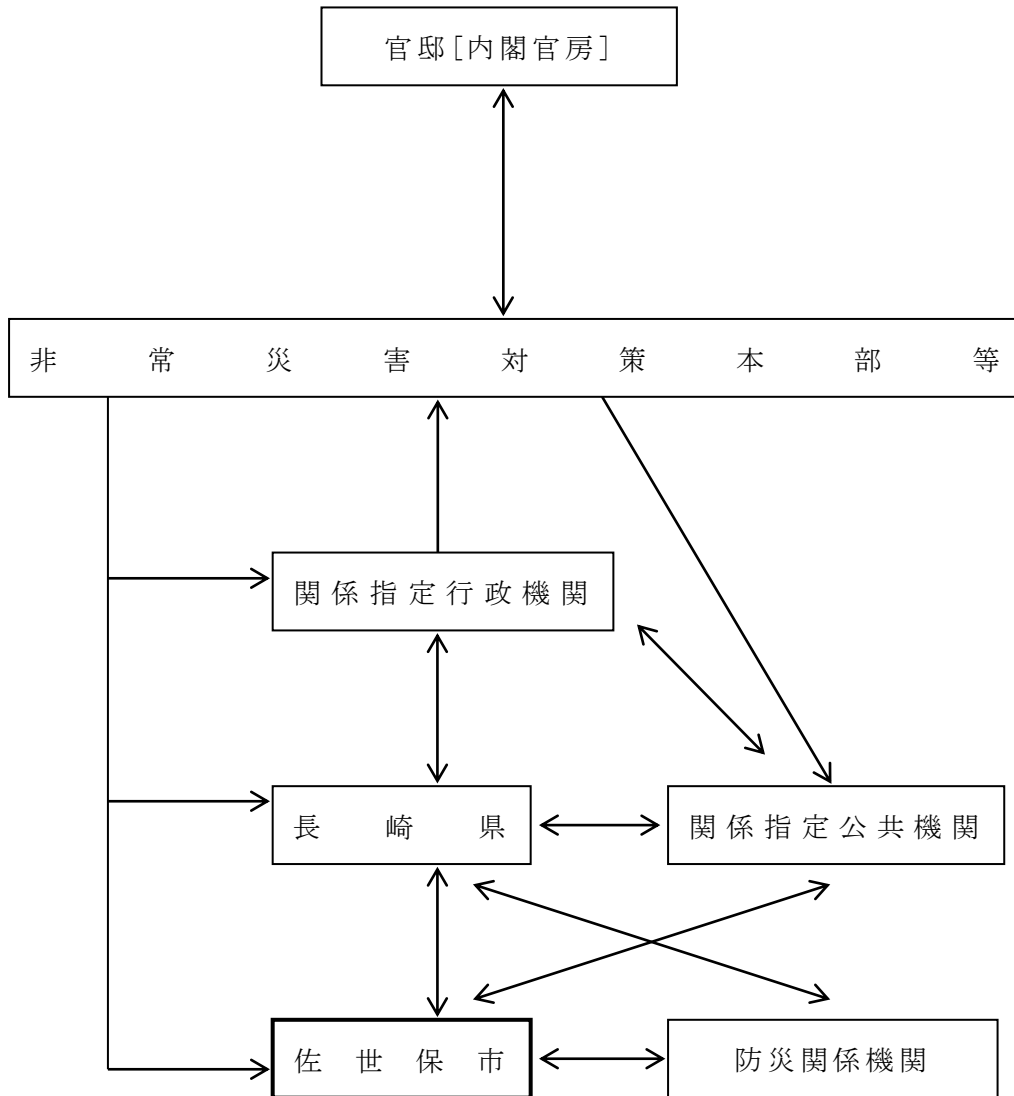 官邸[内閣官房]
非常災害対策本部等
関係指定行政機関
長崎県
関係指定公共機関
佐世保市
防災関係機関